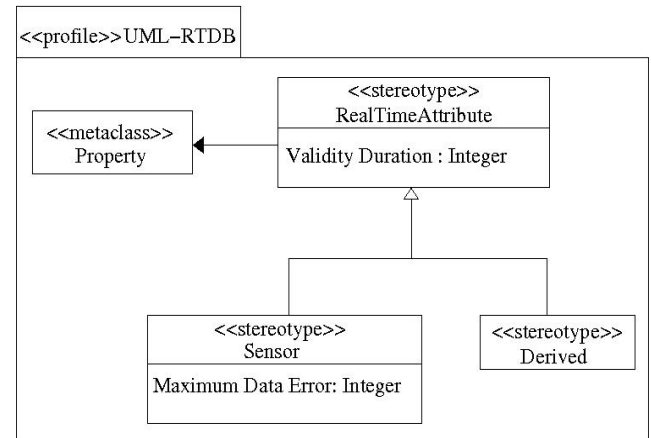 <<profile>>UML-RTDB
<<stereotype>>
RealTimeAttribute
Validity Duration : Integer
<<metaclass>>
Property
<<stereotype>>
Sensor
Maximum Data Error: Integer
<<stereotype>>
Derived